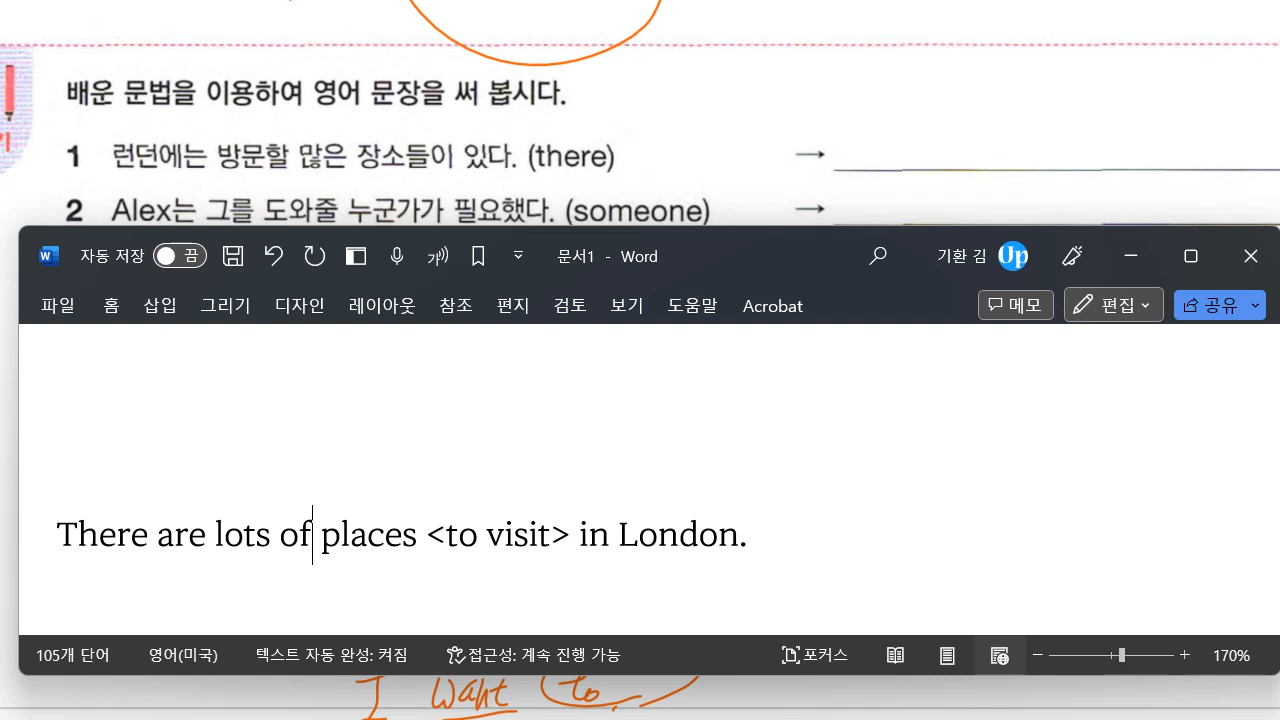 배운 문법을 이용하여 영어 문장을 써 봅시다.
1 런던에는 방문할 많은 장소들이 있다. (there) →
2 Alex는 그를 도와줄 누군가가 필요했다. (someone) →
자동 저장 끔 가 문서1 - Word 기환 김 Up
파일 홈 삽입 그리기 디자인 레이아웃 참조 편지 검토 보기 도움말 Acrobat 메모 편집 공유
There are lots of places <to visit> in London.
105개 단어 영어(미국) 텍스트 자동 완성: 켜짐 접근성: 계속 진행 가능 포커스 - + 170%
I want to